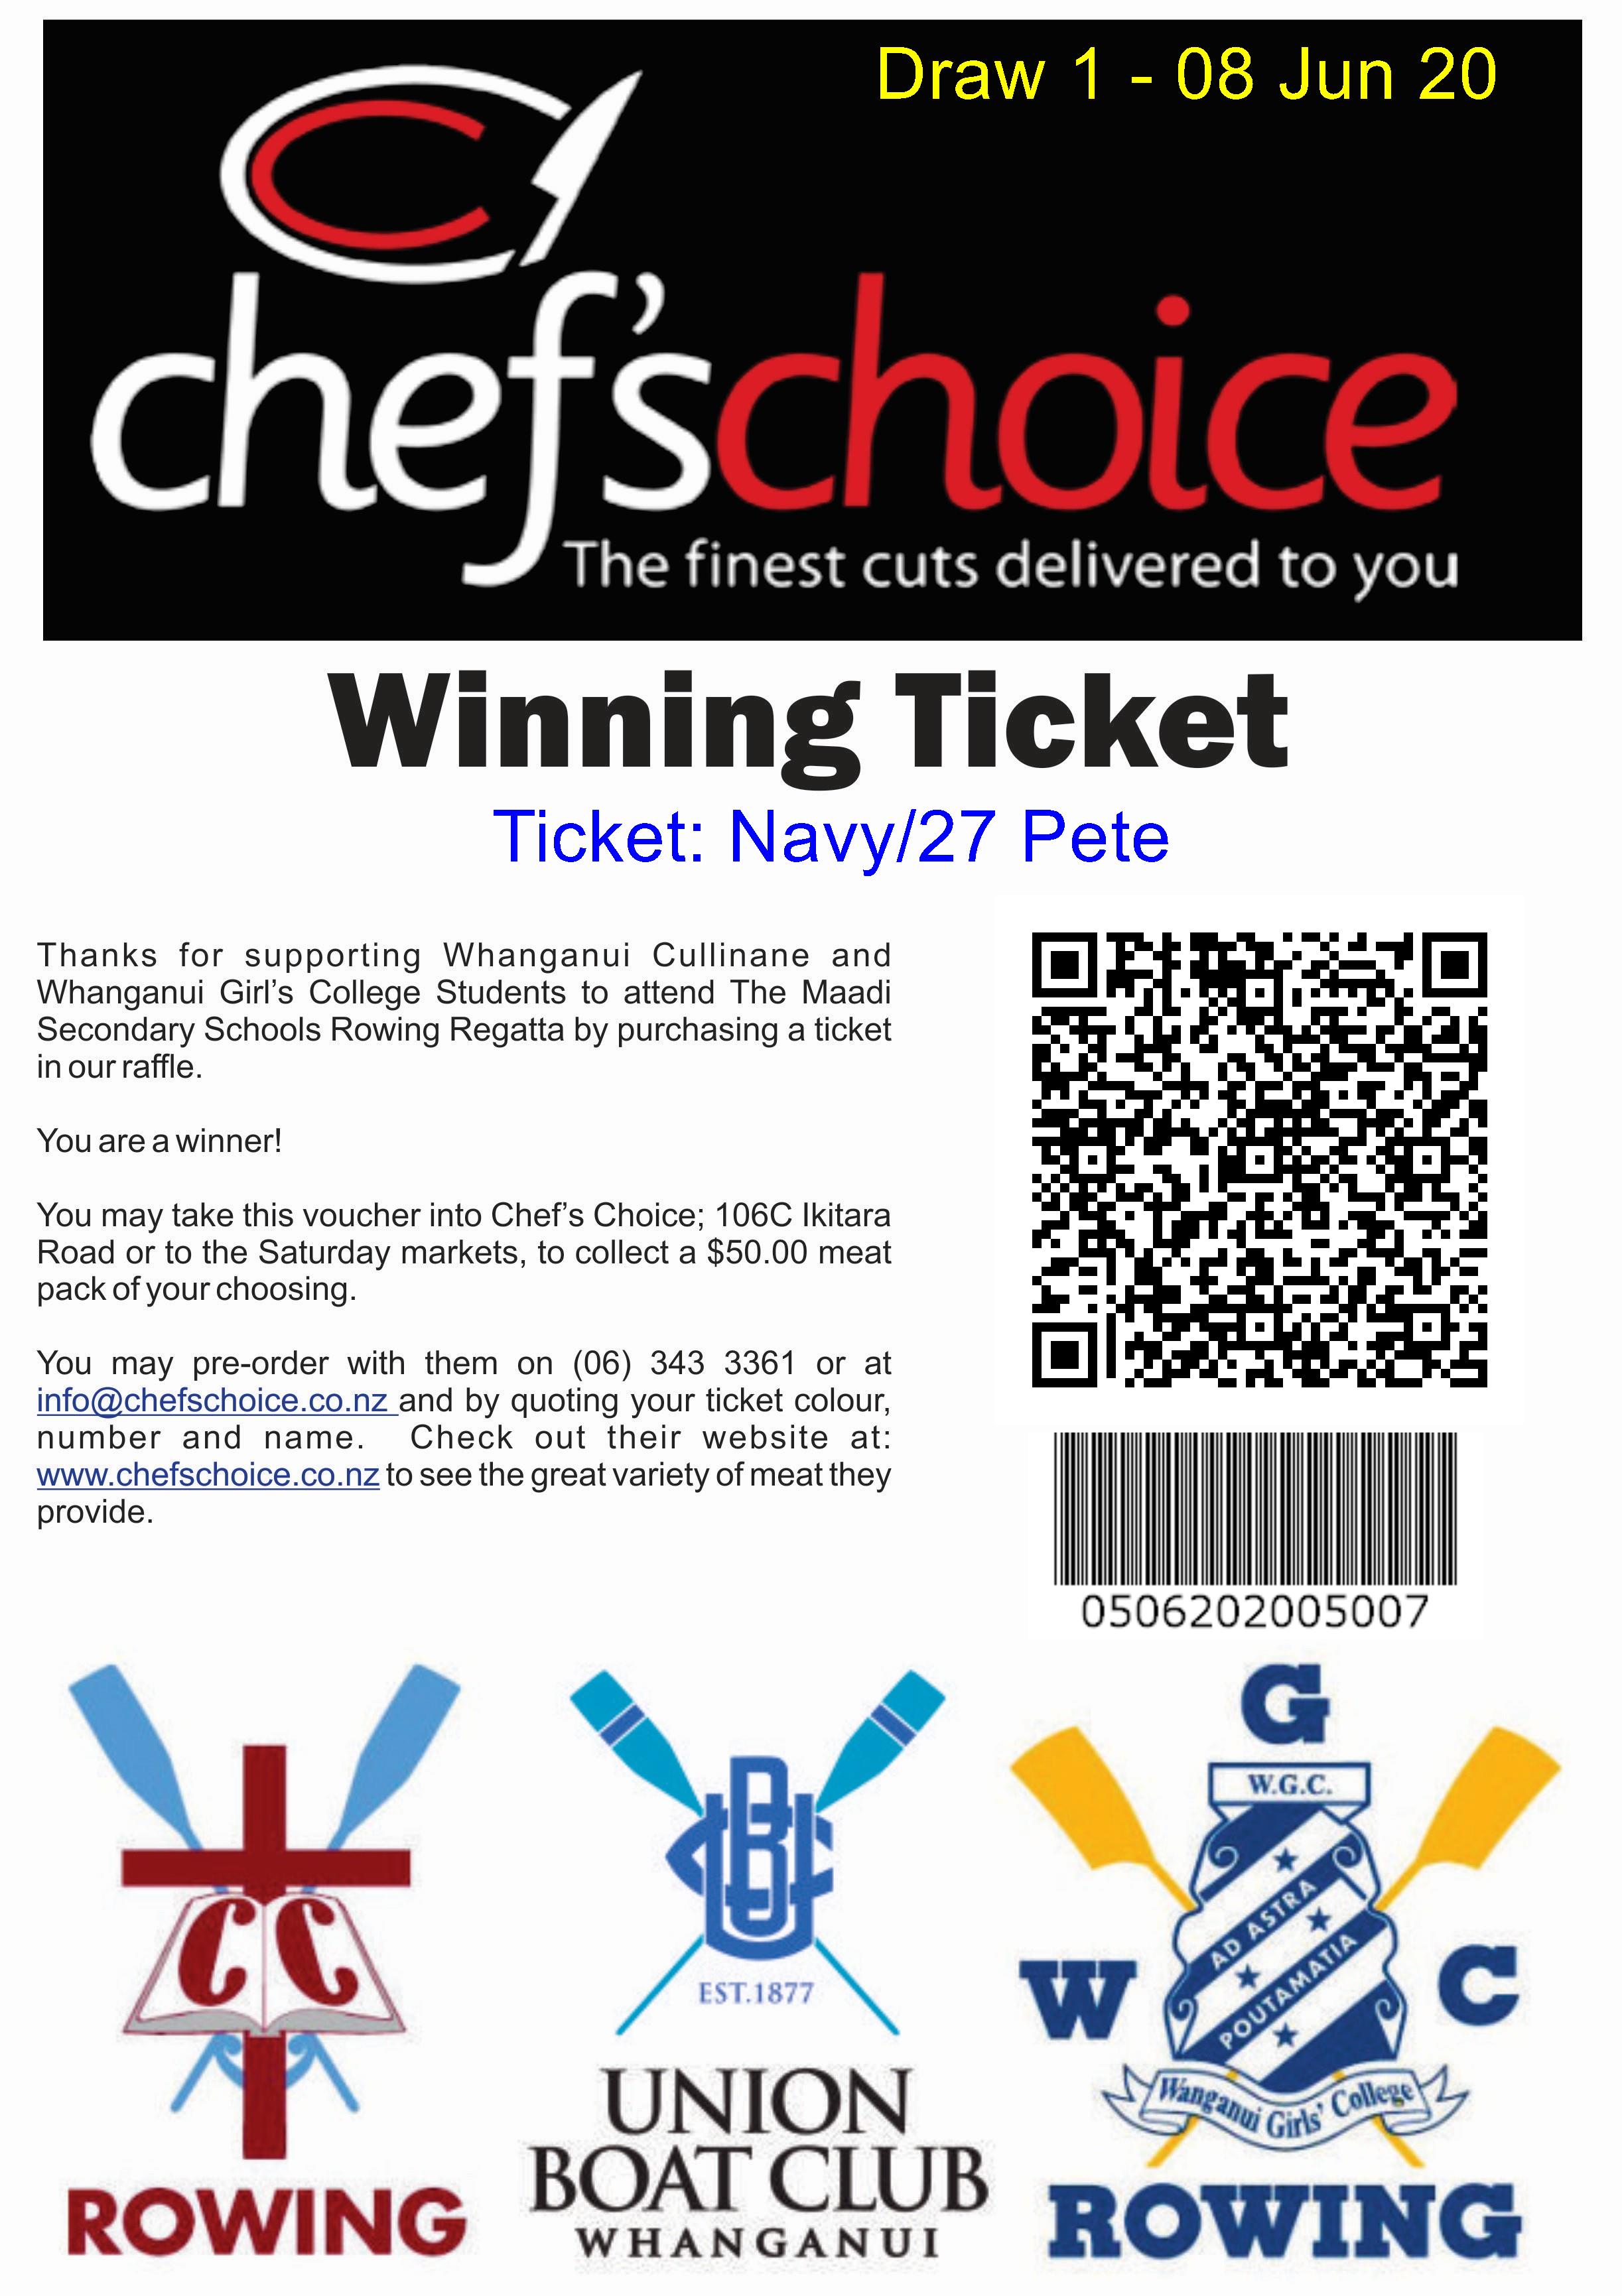 Draw 1 - 08 Jun 20
chef'schoice
The finest cuts delivered to you
Winning Ticket
Ticket: Navy/27 Pete
Thanks for supporting Whanganui Cullinane and
Whanganui Girl's College Students to attend The Maadi
Secondary Schools Rowing Regatta by purchasing a ticket
in our raffle.
You are a winner!
You may take this voucher into Chef's Choice; 106C Ikitara
Road or to the Saturday markets, to collect a $50.00 meat
pack of your choosing.
You may pre-order with them on (06) 343 3361 or at
info@chefschoice.co.nz and by quoting your ticket colour,
number and name. Check out their website at:
www.chefschoice.co.nz to see the great variety of meat they
provide.
0506202005007
CC
ROWING
UBC
EST.1877
UNION
BOAT CLUB
WHANGANUI
G
W.G.C.
AD ASTRA
POUTAMATIA
W C
Wanganui Girls' College
ROWING